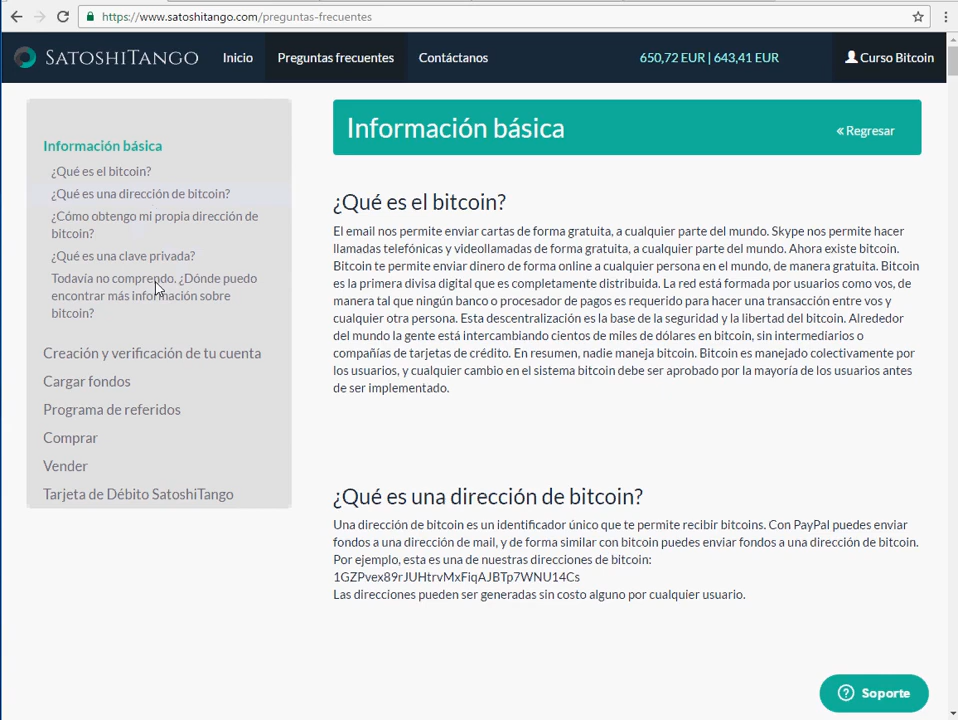 https://www.satoshitango.com/preguntas-frecuentes
SATOSHITANGO
Inicio
Preguntas frecuentes
Contáctanos
650,72 EUR | 643,41 EUR
Curso Bitcoin
Información básica
¿Qué es el bitcoin?
¿Qué es una dirección de bitcoin?
¿Cómo obtengo mi propia dirección de
bitcoin?
¿Qué es una clave privada?
Todavía no comprendo. ¿Dónde puedo
encontrar más información sobre
bitcoin?
Creación y verificación de tu cuenta
Cargar fondos
Programa de referidos
Comprar
Vender
Tarjeta de Débito SatoshiTango
Información básica
« Regresar
¿Qué es el bitcoin?
El email nos permite enviar cartas de forma gratuita, a cualquier parte del mundo. Skype nos permite hacer
llamadas telefónicas y videollamadas de forma gratuita, a cualquier parte del mundo. Ahora existe bitcoin.
Bitcoin te permite enviar dinero de forma online a cualquier persona en el mundo, de manera gratuita. Bitcoin
es la primera divisa digital que es completamente distribuida. La red está formada por usuarios como vos, de
manera tal que ningún banco o procesador de pagos es requerido para hacer una transacción entre vos y
cualquier otra persona. Esta descentralización es la base de la seguridad y la libertad del bitcoin. Alrededor
del mundo la gente está intercambiando cientos de miles de dólares en bitcoin, sin intermediarios o
compañías de tarjetas de crédito. En resumen, nadie maneja bitcoin. Bitcoin es manejado colectivamente por
los usuarios, y cualquier cambio en el sistema bitcoin debe ser aprobado por la mayoría de los usuarios antes
de ser implementado.
¿Qué es una dirección de bitcoin?
Una dirección de bitcoin es un identificador único que te permite recibir bitcoins. Con PayPal puedes enviar
fondos a una dirección de mail, y de forma similar con bitcoin puedes enviar fondos a una dirección de bitcoin.
Por ejemplo, esta es una de nuestras direcciones de bitcoin:
1GZPvex89rJUHtrvMxFiqAJBTp7WNU14Cs
Las direcciones pueden ser generadas sin costo alguno por cualquier usuario.
Soporte